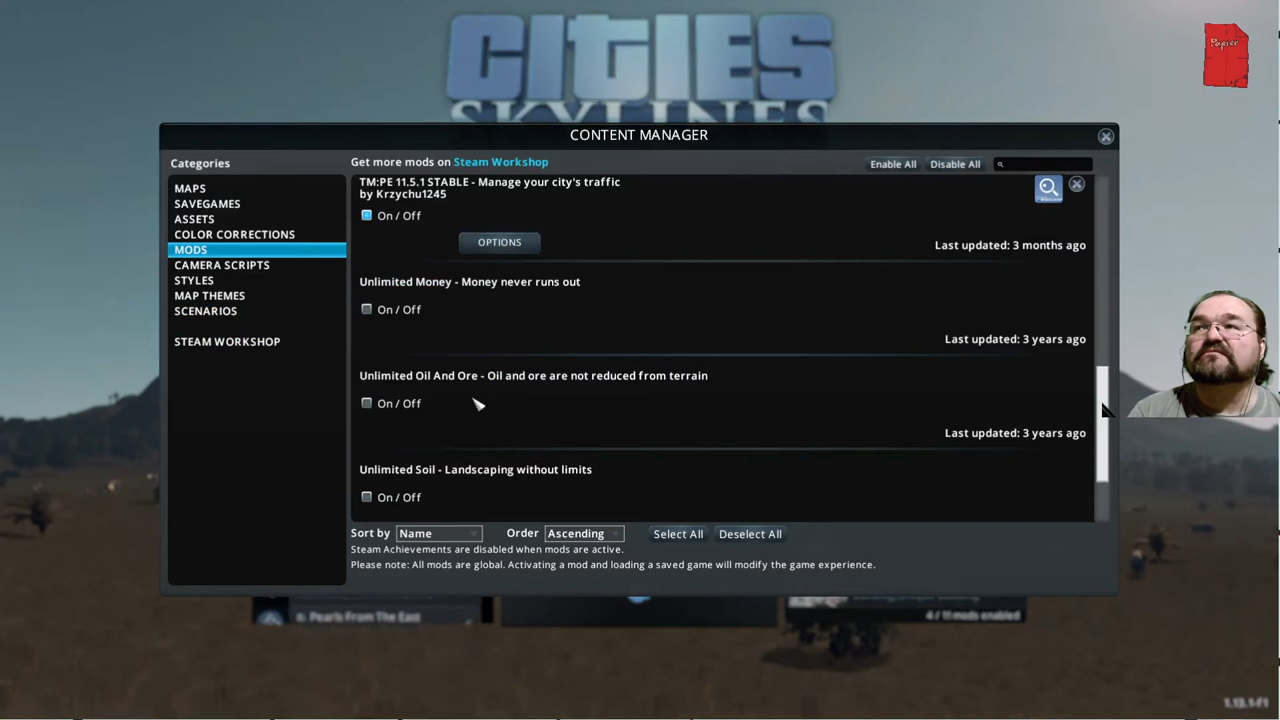 Papier
CITIES
SKYLINES
CONTENT MANAGER
Categories
MAPS
SAVEGAMES
ASSETS
COLOR CORRECTIONS
MODS
CAMERA SCRIPTS
STYLES
MAP THEMES
SCENARIOS
STEAM WORKSHOP
Get more mods on Steam Workshop
Enable All
Disable All
TM:PE 11.5.1 STABLE - Manage your city's traffic
by Krzychu1245
On / Off
OPTIONS
Last updated: 3 months ago
Unlimited Money - Money never runs out
On / Off
Last updated: 3 years ago
Unlimited Oil And Ore - Oil and ore are not reduced from terrain
On / Off
Last updated: 3 years ago
Unlimited Soil - Landscaping without limits
On / Off
Sort by Name Order Ascending Select All Deselect All
Steam Achievements are disabled when mods are active.
Please note: All mods are global. Activating a mod and loading a saved game will modify the game experience.
Pearls From The East
4 / 11 mods enabled
1.13.1-f1